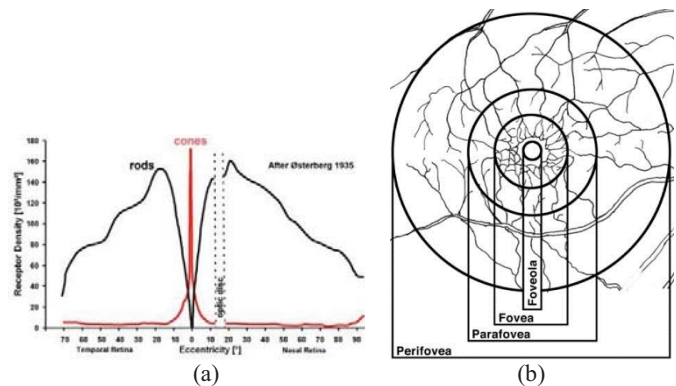 cones
rods
After Østerberg 1935
Receptor Density [10³/mm²]
180
160
140
120
100
80
60
40
20
0
optic disc
70 60 50 40 30 20 10 0 10 20 30 40 50 60 70 80 90
Temporal Retina Eccentricity [°] Nasal Retina
(a)
Foveola
Fovea
Parafovea
Perifovea
(b)